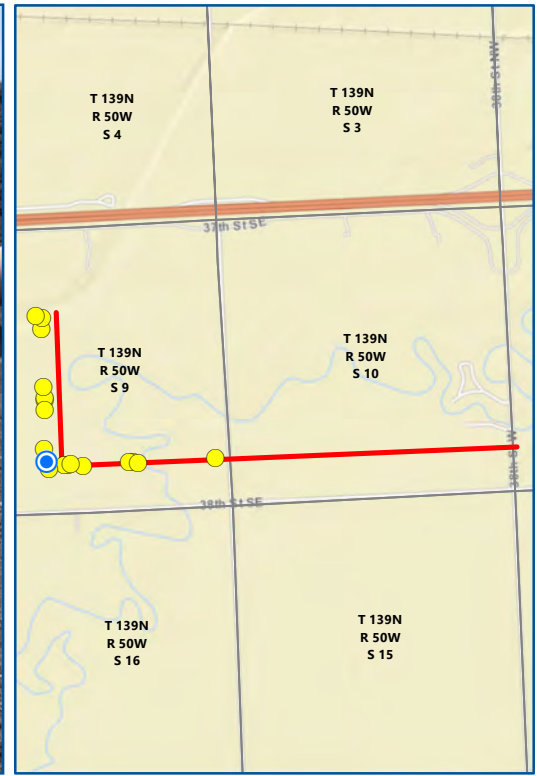 T 139N
R 50W
S 4
T 139N
R 50W
S 3
37th St SE
T 139N
R 50W
S 9
T 139N
R 50W
S 10
38th St SE
T 139N
R 50W
S 16
T 139N
R 50W
S 15